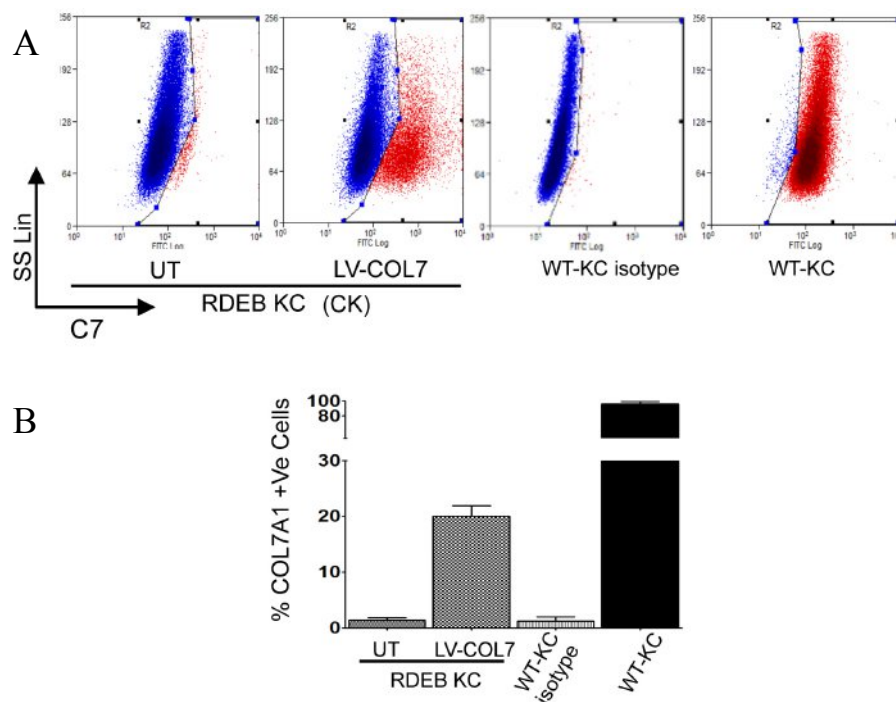 A
R2
R2
R2
R2
256
192
128
64
0
256
192
128
64
0
256
192
128
64
0
256
192
128
64
0
10⁰ 10¹ 10² 10³ 10⁴
10⁰ 10¹ 10² 10³ 10⁴
10⁰ 10¹ 10² 10³ 10⁴
10⁰ 10¹ 10² 10³
FITC Log
FITC Log
FITC Log
FITC Log
SS Lin
C7
UT
LV-COL7
WT-KC isotype
WT-KC
RDEB KC (CK)
B
% COL7A1 +Ve Cells
100
80
30
20
10
0
UT
LV-COL7
WT-KC
isotype
WT-KC
RDEB KC